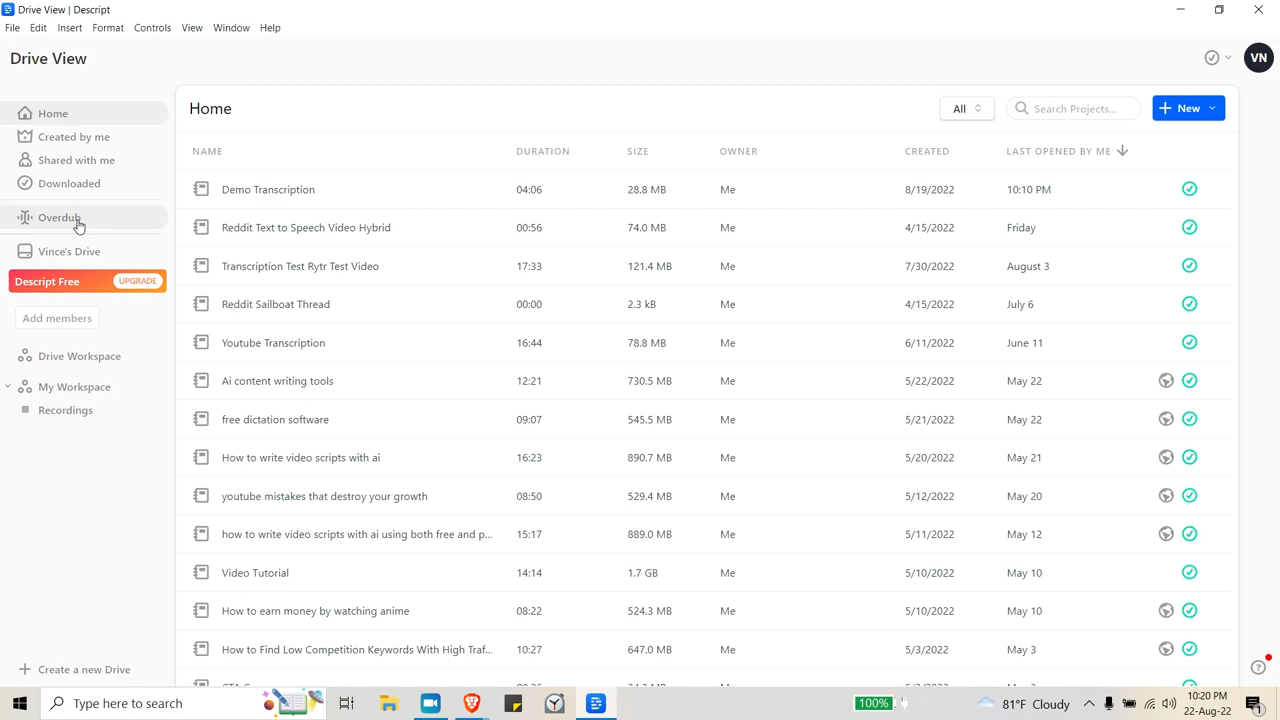 Drive View | Descript
File Edit Insert Format Controls View Window Help
Drive View
VN
Home
Created by me
Shared with me
Downloaded
Overdub
Vince's Drive
Descript Free UPGRADE
Add members
Drive Workspace
My Workspace
Recordings
Create a new Drive
Home
All
Search Projects...
New
NAME DURATION SIZE OWNER CREATED LAST OPENED BY ME
Demo Transcription 04:06 28.8 MB Me 8/19/2022 10:10 PM
Reddit Text to Speech Video Hybrid 00:56 74.0 MB Me 4/15/2022 Friday
Transcription Test Rytr Test Video 17:33 121.4 MB Me 7/30/2022 August 3
Reddit Sailboat Thread 00:00 2.3 kB Me 4/15/2022 July 6
Youtube Transcription 16:44 78.8 MB Me 6/11/2022 June 11
Ai content writing tools 12:21 730.5 MB Me 5/22/2022 May 22
free dictation software 09:07 545.5 MB Me 5/21/2022 May 22
How to write video scripts with ai 16:23 890.7 MB Me 5/20/2022 May 21
youtube mistakes that destroy your growth 08:50 529.4 MB Me 5/12/2022 May 20
how to write video scripts with ai using both free and p... 15:17 889.0 MB Me 5/11/2022 May 12
Video Tutorial 14:14 1.7 GB Me 5/10/2022 May 10
How to earn money by watching anime 08:22 524.3 MB Me 5/10/2022 May 10
How to Find Low Competition Keywords With High Traf... 10:27 647.0 MB Me 5/3/2022 May 3
Type here to search
100%
81°F Cloudy
10:20 PM
22-Aug-22
1